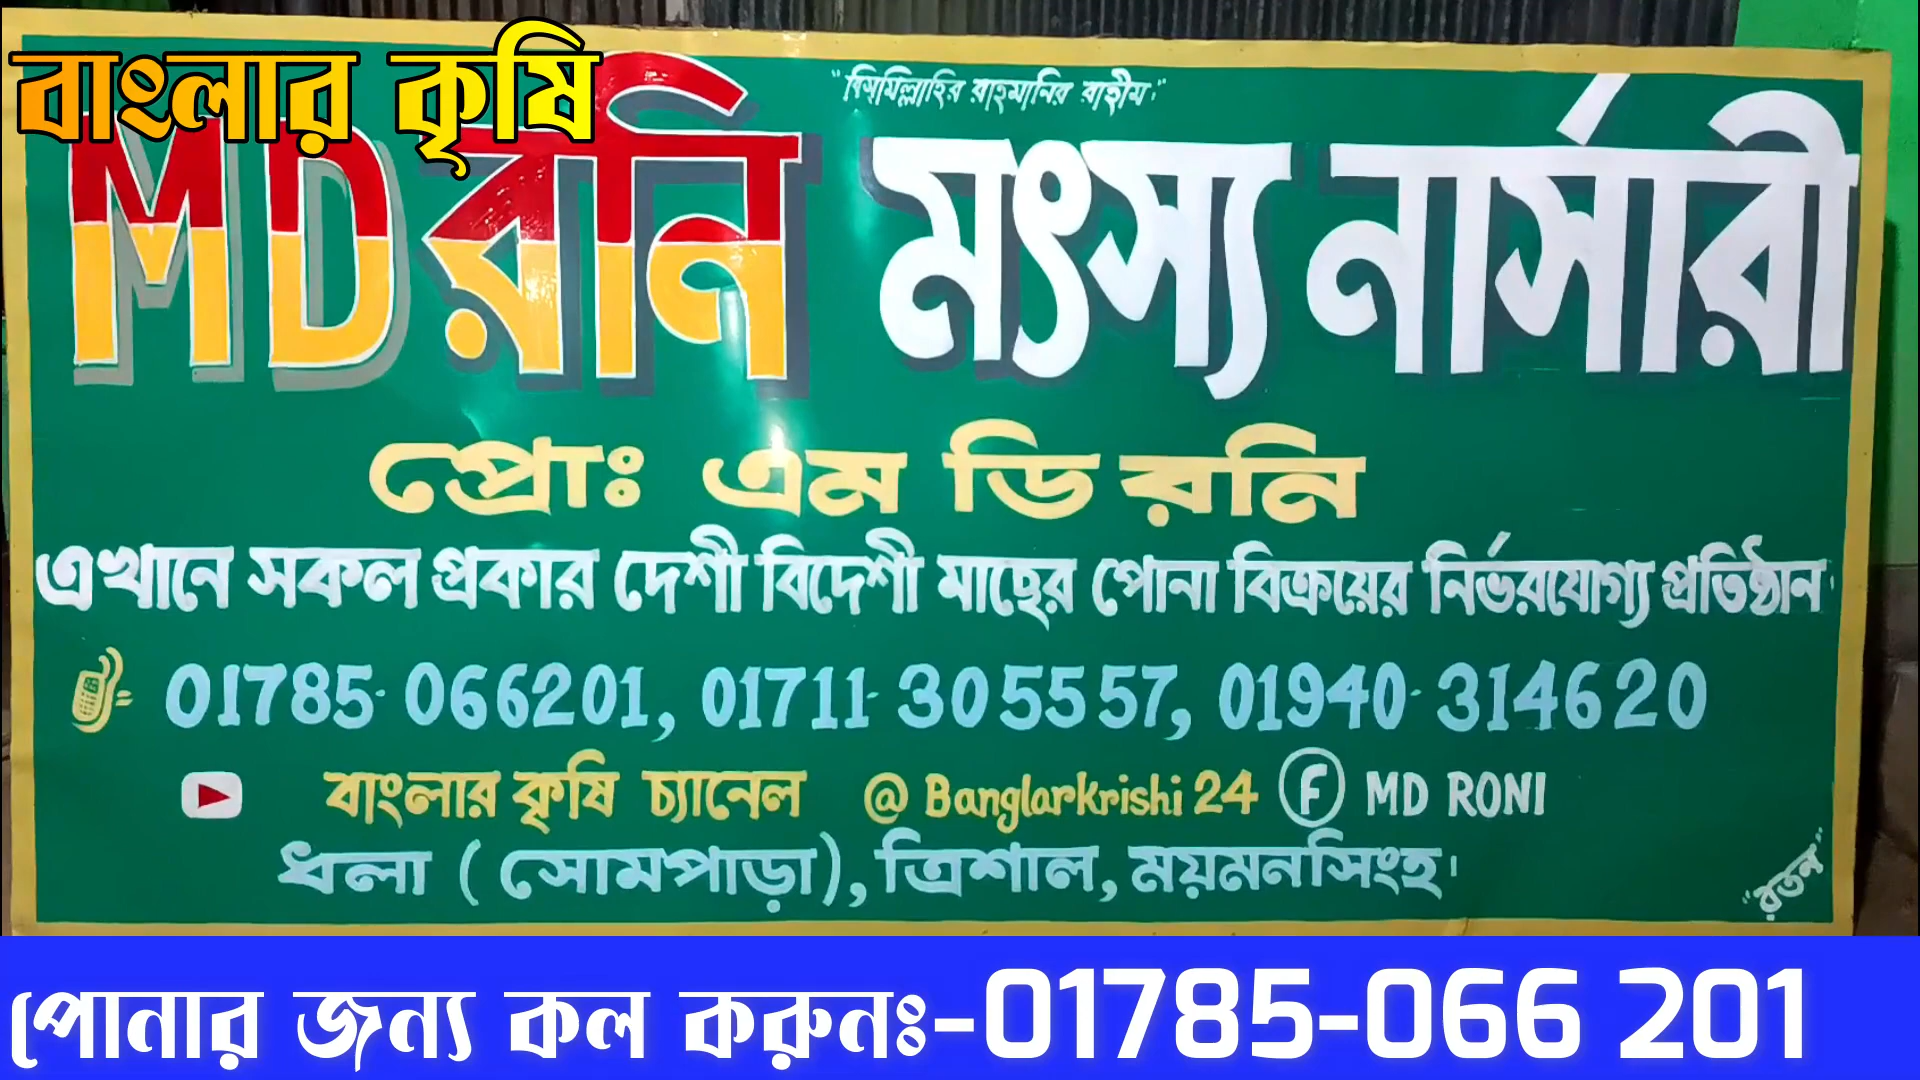 বাংলার কৃষি
"বিসমিল্লাহির রাহমানির রাহীম"
MD রনি মৎস্য নার্সারী
প্রোঃ এম ডি রনি
এখানে সকল প্রকার দেশী বিদেশী মাছের পোনা বিক্রয়ের নির্ভরযোগ্য প্রতিষ্ঠান
01785-066201, 01711-305557, 01940-314620
বাংলার কৃষি চ্যানেল @Banglarkrishi24 F MD RONI
ধলা (সোমপাড়া), ত্রিশাল, ময়মনসিংহ।
"রতন"
পোনার জন্য কল করুনঃ-01785-066 201